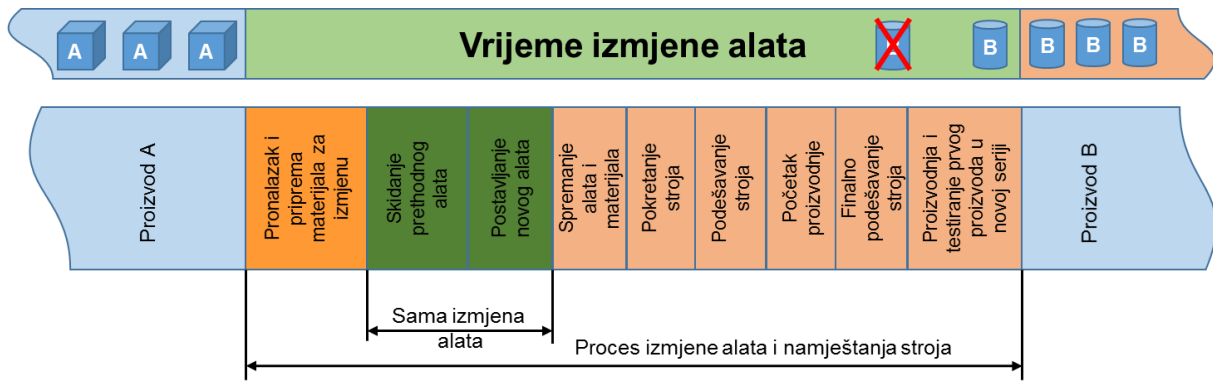 A A A
Vrijeme izmjene alata
B
B B B
Proizvod A
Pronalazak i
priprema
materijala za
izmjenu
Skidanje
prethodnog
alata
Postavljanje
novog alata
Spremanje
alata i
materijala
Pokretanje
stroja
Podešavanje
stroja
Početak
proizvodnje
Finalno
podešavanje
stroja
Proizvodnja i
testiranje prvog
proizvoda u
novoj seriji
Proizvod B
Sama izmjena
alata
Proces izmjene alata i namještanja stroja